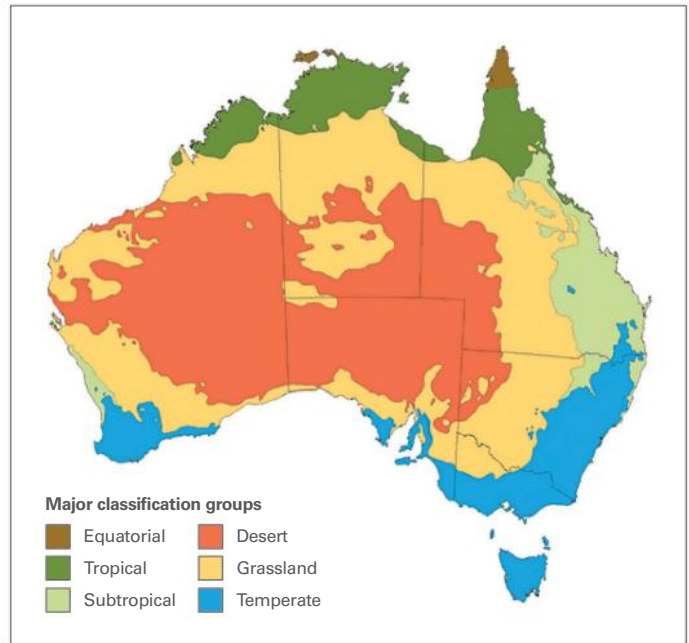 Major classification groups
Equatorial
Desert
Tropical
Grassland
Subtropical
Temperate